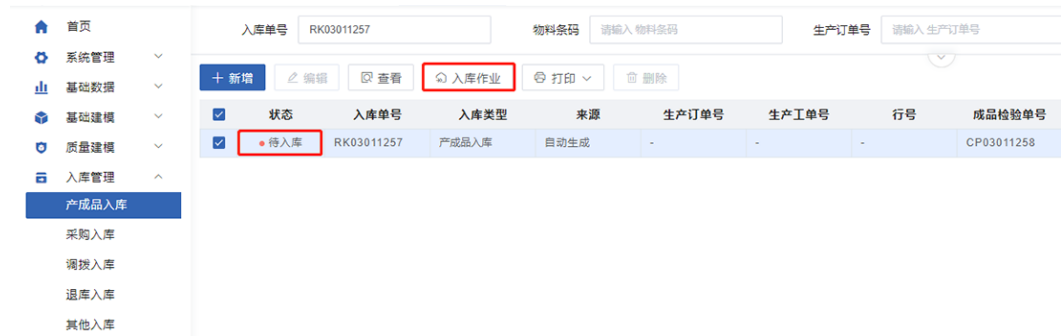 首页
系统管理
基础数据
基础建模
质量建模
入库管理
产成品入库
采购入库
调拨入库
退库入库
其他入库
入库单号 RK03011257 物料条码 请输入 物料条码 生产订单号 请输入 生产订单号
新增 编辑 查看 入库作业 打印 删除
状态 入库单号 入库类型 来源 生产订单号 生产工单号 行号 成品检验单号
待入库 RK03011257 产成品入库 自动生成 - - - CP03011258